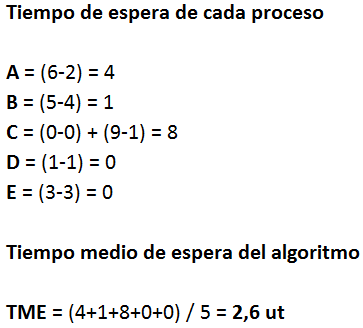 Tiempo de espera de cada proceso
A = (6-2) = 4
B = (5-4) = 1
C = (0-0) + (9-1) = 8
D = (1-1) = 0
E = (3-3) = 0
Tiempo medio de espera del algoritmo
TME = (4+1+8+0+0) / 5 = 2,6 ut